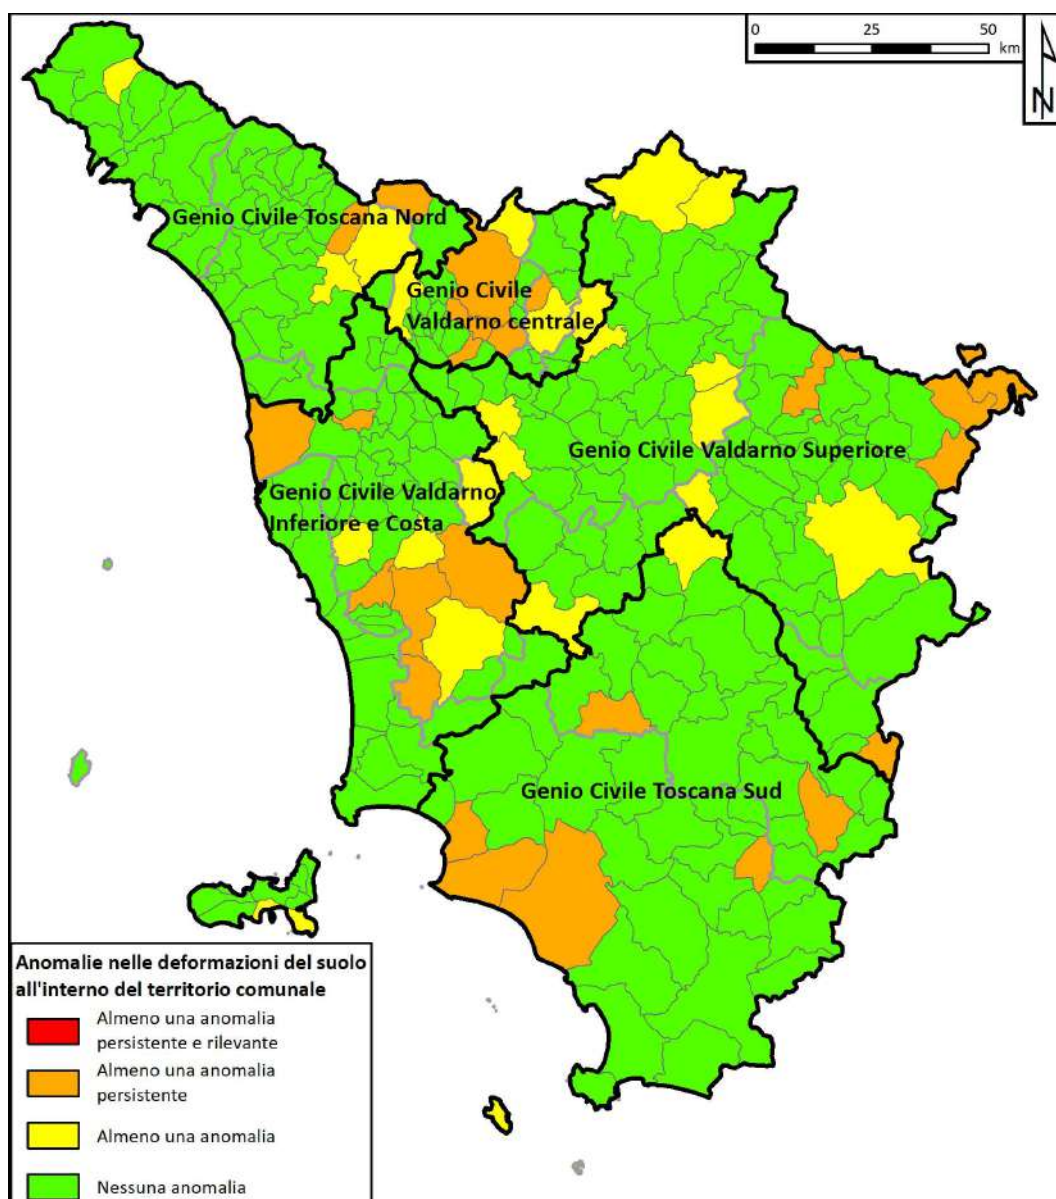 0 25 50
km
N
Genio Civile Toscana Nord
Genio Civile
Valdarno centrale
Genio Civile Valdarno Superiore
Genio Civile Valdarno
Inferiore e Costa
Genio Civile Toscana Sud
Anomalie nelle deformazioni del suolo
all'interno del territorio comunale
Almeno una anomalia
persistente e rilevante
Almeno una anomalia
persistente
Almeno una anomalia
Nessuna anomalia